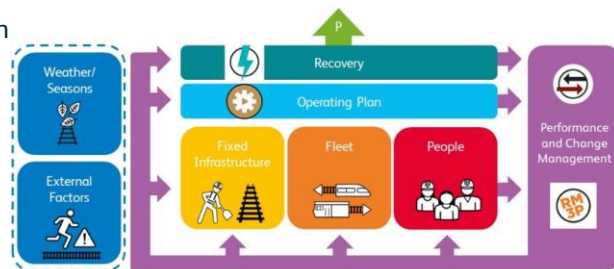 n
P
Weather/
Seasons
External
Factors
Recovery
Operating Plan
Fixed
Infrastructure
Fleet
People
Performance
and Change
Management
RM
3P